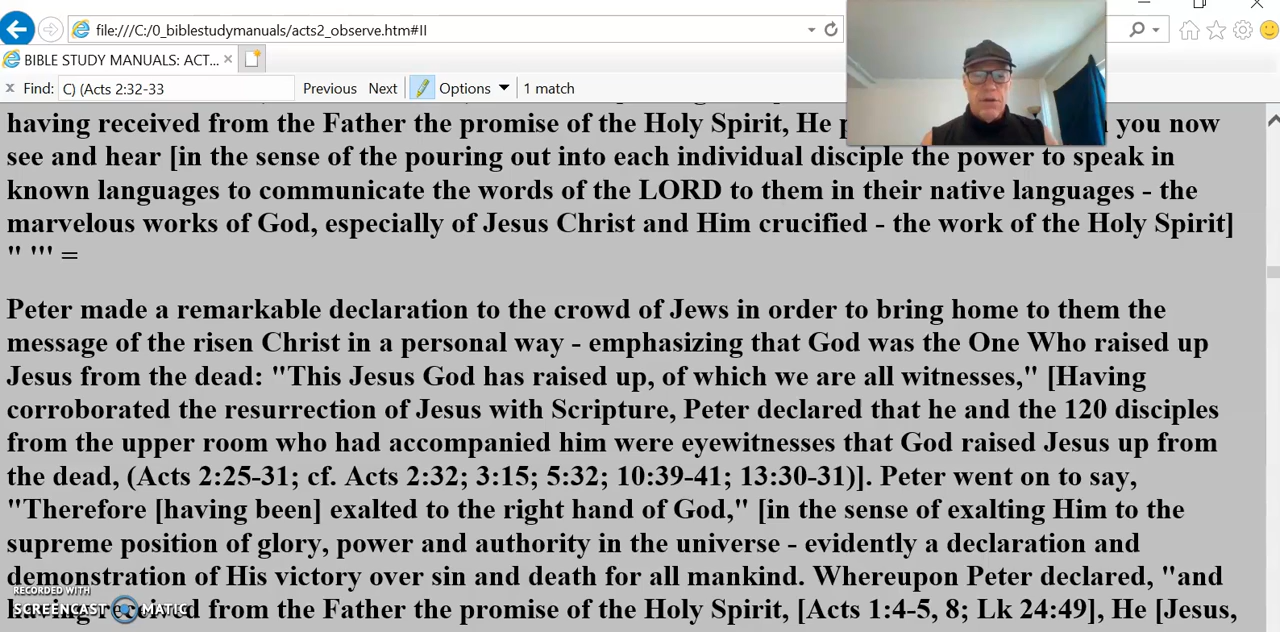 file:///C:/0_biblestudymanuals/acts2_observe.htm#II
BIBLE STUDY MANUALS: ACT...
Find: C) (Acts 2:32-33 Previous Next Options 1 match
having received from the Father the promise of the Holy Spirit, He you now
see and hear [in the sense of the pouring out into each individual disciple the power to speak in
known languages to communicate the words of the LORD to them in their native languages - the
marvelous works of God, especially of Jesus Christ and Him crucified - the work of the Holy Spirit]
" ''' =
Peter made a remarkable declaration to the crowd of Jews in order to bring home to them the
message of the risen Christ in a personal way - emphasizing that God was the One Who raised up
Jesus from the dead: "This Jesus God has raised up, of which we are all witnesses," [Having
corroborated the resurrection of Jesus with Scripture, Peter declared that he and the 120 disciples
from the upper room who had accompanied him were eyewitnesses that God raised Jesus up from
the dead, (Acts 2:25-31; cf. Acts 2:32; 3:15; 5:32; 10:39-41; 13:30-31)]. Peter went on to say,
"Therefore [having been] exalted to the right hand of God," [in the sense of exalting Him to the
supreme position of glory, power and authority in the universe - evidently a declaration and
demonstration of His victory over sin and death for all mankind. Whereupon Peter declared, "and
RECORDED WITH
SCREENCAST MATIC
having received from the Father the promise of the Holy Spirit, [Acts 1:4-5, 8; Lk 24:49], He [Jesus,